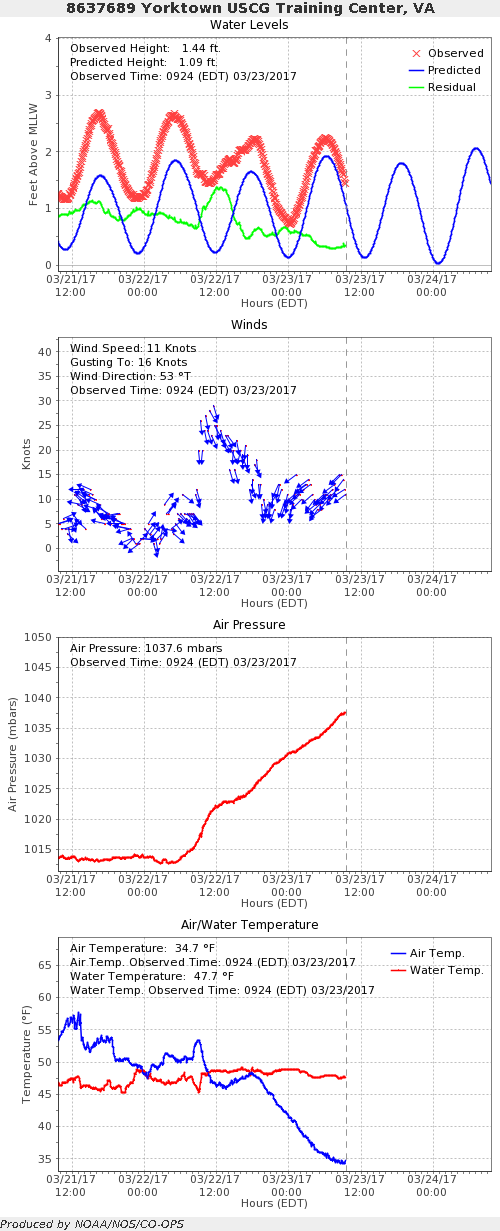 8637689 Yorktown USCG Training Center, VA
Water Levels
Observed Height:   1.44 ft.
Predicted Height:   1.09 ft.
Observed Time: 0924 (EDT) 03/23/2017
Observed
Predicted
Residual
Feet Above MLLW
4
3
2
1
0
03/21/17 03/22/17 03/22/17 03/23/17 03/23/17 03/24/17
12:00 00:00 12:00 00:00 12:00 00:00
Hours (EDT)
Winds
Wind Speed: 11 Knots
Gusting To: 16 Knots
Wind Direction: 53 °T
Observed Time: 0924 (EDT) 03/23/2017
Knots
40
35
30
25
20
15
10
5
0
03/21/17 03/22/17 03/22/17 03/23/17 03/23/17 03/24/17
12:00 00:00 12:00 00:00 12:00 00:00
Hours (EDT)
Air Pressure
Air Pressure: 1037.6 mbars
Observed Time: 0924 (EDT) 03/23/2017
Air Pressure (mbars)
1050
1045
1040
1035
1030
1025
1020
1015
03/21/17 03/22/17 03/22/17 03/23/17 03/23/17 03/24/17
12:00 00:00 12:00 00:00 12:00 00:00
Hours (EDT)
Air/Water Temperature
Air Temperature:  34.7 °F
Air Temp. Observed Time: 0924 (EDT) 03/23/2017
Water Temperature:  47.7 °F
Water Temp. Observed Time: 0924 (EDT) 03/23/2017
Air Temp.
Water Temp.
Temperature (°F)
65
60
55
50
45
40
35
03/21/17 03/22/17 03/22/17 03/23/17 03/23/17 03/24/17
12:00 00:00 12:00 00:00 12:00 00:00
Hours (EDT)
Produced by NOAA/NOS/CO-OPS